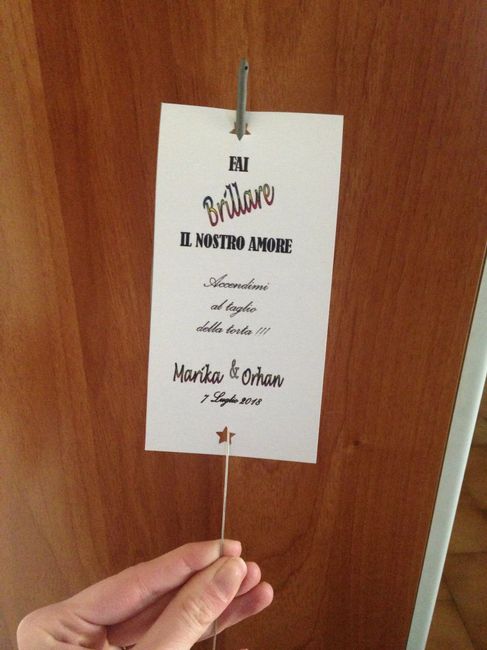 FAI
Brillare
IL NOSTRO AMORE
Accendimi
al taglio
della torta !!!
Marika & Orhan
7 Luglio 2018